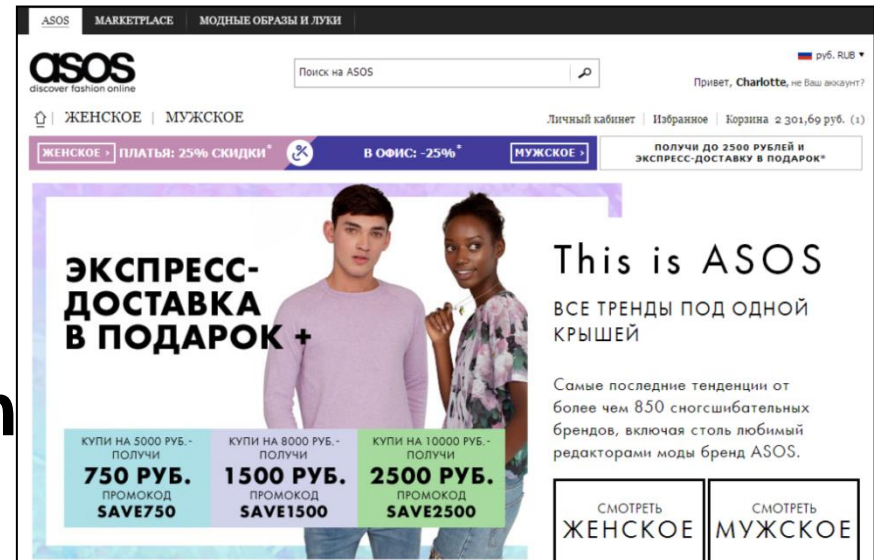 ASOS MARKETPLACE МОДНЫЕ ОБРАЗЫ И ЛУКИ
asos
discover fashion online
Поиск на ASOS
руб. RUB
Привет, Charlotte, не Ваш аккаунт?
ЖЕНСКОЕ | МУЖСКОЕ
Личный кабинет | Избранное | Корзина 2 301,69 руб. (1)
ЖЕНСКОЕ › ПЛАТЬЯ: 25% СКИДКИ*
В ОФИС: -25%* МУЖСКОЕ ›
ПОЛУЧИ ДО 2500 РУБЛЕЙ И
ЭКСПРЕСС-ДОСТАВКУ В ПОДАРОК*
ЭКСПРЕСС-
ДОСТАВКА
В ПОДАРОК +
КУПИ НА 5000 РУБ.-
ПОЛУЧИ
750 РУБ.
ПРОМОКОД
SAVE750
КУПИ НА 8000 РУБ.-
ПОЛУЧИ
1500 РУБ.
ПРОМОКОД
SAVE1500
КУПИ НА 10000 РУБ.-
ПОЛУЧИ
2500 РУБ.
ПРОМОКОД
SAVE2500
This is ASOS
ВСЕ ТРЕНДЫ ПОД ОДНОЙ
КРЫШЕЙ
Самые последние тенденции от
более чем 850 сногсшибательных
брендов, включая столь любимый
редакторами моды бренд ASOS.
СМОТРЕТЬ
ЖЕНСКОЕ
СМОТРЕТЬ
МУЖСКОЕ